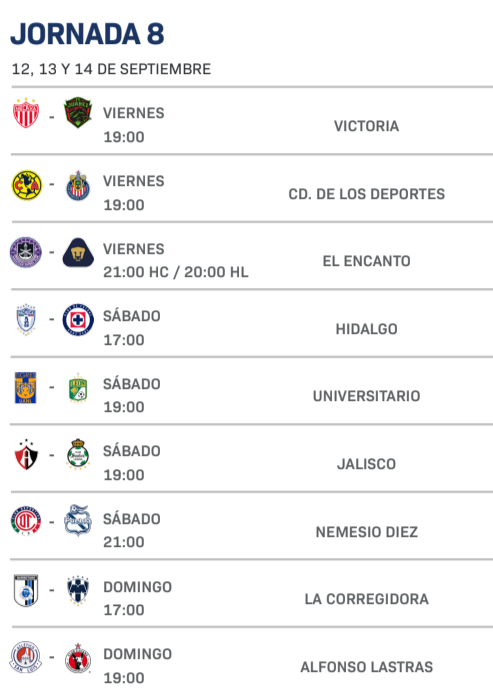 JORNADA 8
12, 13 Y 14 DE SEPTIEMBRE
VIERNES
19:00
VICTORIA
VIERNES
19:00
CD. DE LOS DEPORTES
VIERNES
21:00 HC / 20:00 HL
EL ENCANTO
SÁBADO
17:00
HIDALGO
SÁBADO
19:00
UNIVERSITARIO
SÁBADO
19:00
JALISCO
SÁBADO
21:00
NEMESIO DIEZ
DOMINGO
17:00
LA CORREGIDORA
DOMINGO
19:00
ALFONSO LASTRAS